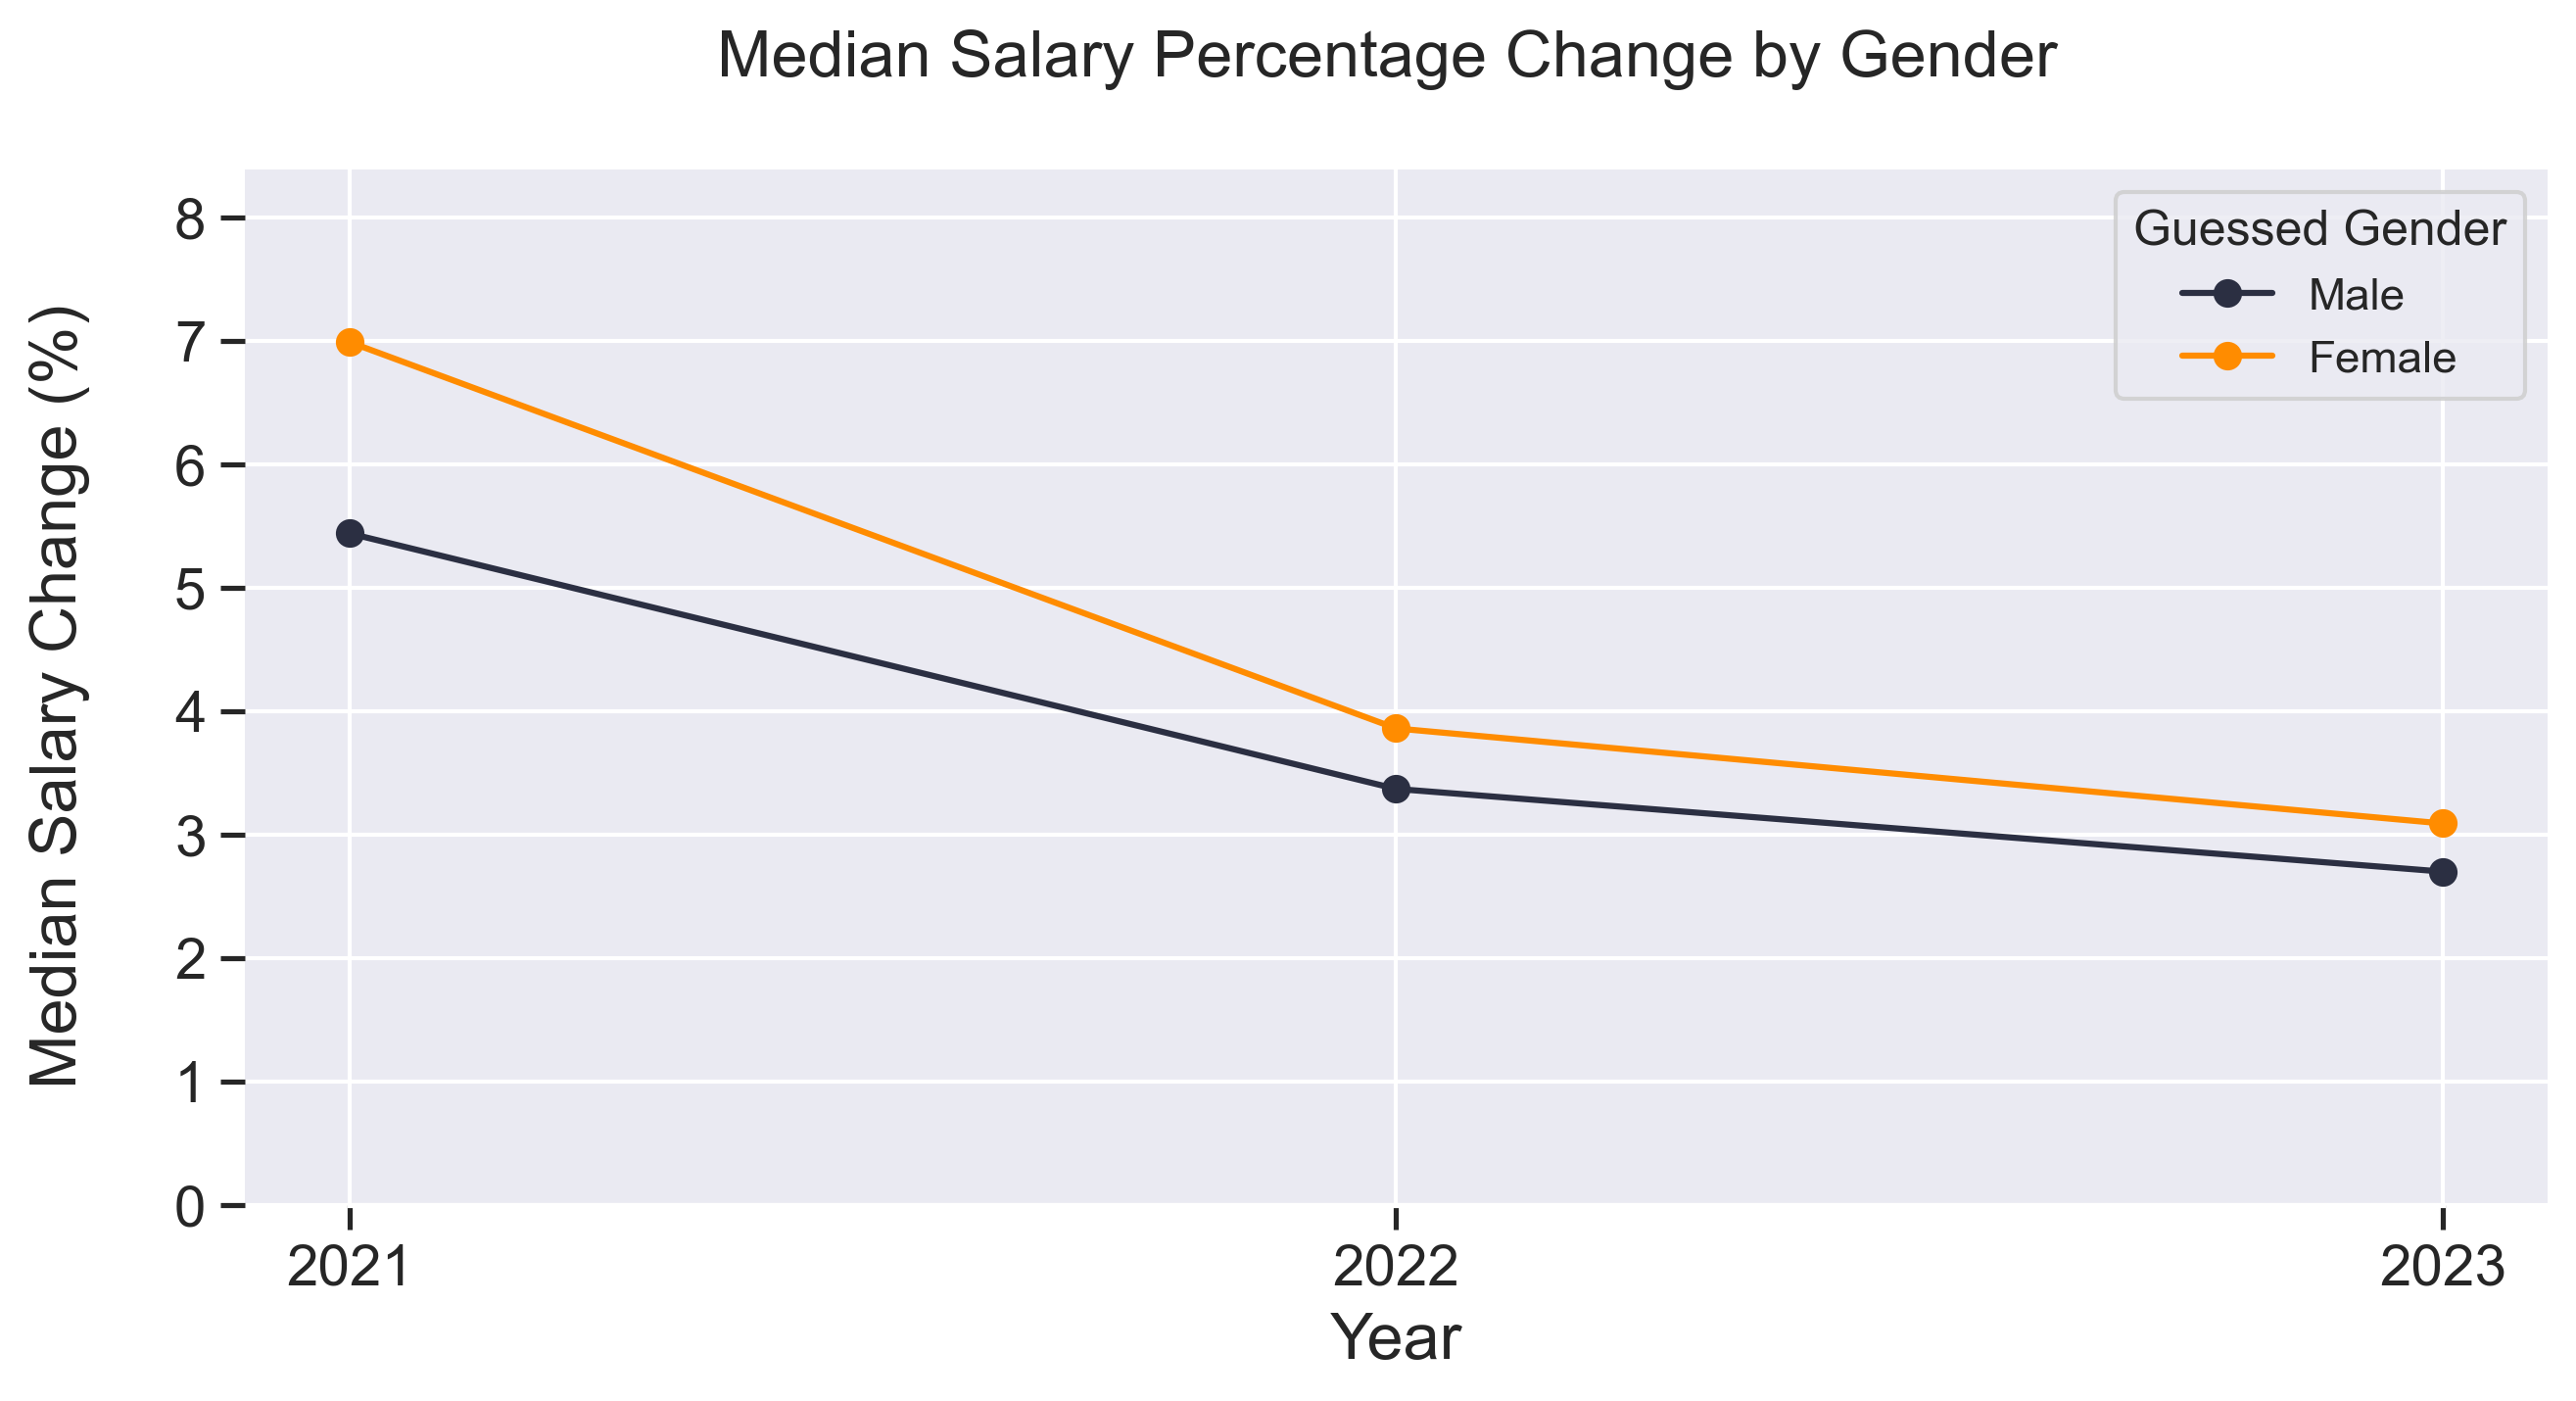 Median Salary Percentage Change by Gender
Median Salary Change (%)
8
7
6
5
4
3
2
1
0
Guessed Gender
Male
Female
2021 2022 2023
Year